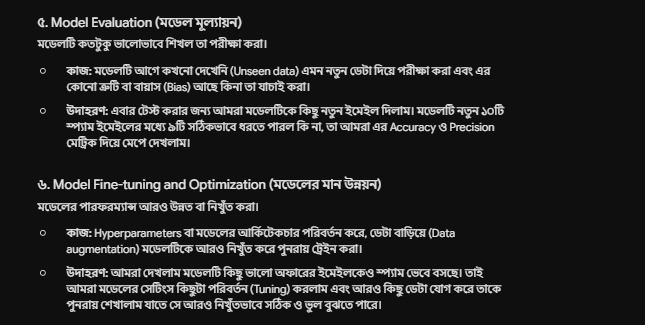 ৫. Model Evaluation (মডেল মূল্যায়ন)
মডেলটি কতটুকু ভালোভাবে শিখল তা পরীক্ষা করা।
○ কাজ: মডেলটি আগে কখনো দেখেনি (Unseen data) এমন নতুন ডেটা দিয়ে পরীক্ষা করা এবং এর
কোনো ত্রুটি বা বায়াস (Bias) আছে কিনা তা যাচাই করা।
○ উদাহরণ: এবার টেস্ট করার জন্য আমরা মডেলটিকে কিছু নতুন ইমেইল দিলাম। মডেলটি নতুন ১০টি
স্প্যাম ইমেইলের মধ্যে ৯টি সঠিকভাবে ধরতে পারল কি না, তা আমরা এর Accuracy ও Precision
মেট্রিক দিয়ে মেপে দেখলাম।
৬. Model Fine-tuning and Optimization (মডেলের মান উন্নয়ন)
মডেলের পারফরম্যান্স আরও উন্নত বা নিখুঁত করা।
○ কাজ: Hyperparameters বা মডেলের আর্কিটেকচার পরিবর্তন করে, ডেটা বাড়িয়ে (Data
augmentation) মডেলটিকে আরও নিখুঁত করে পুনরায় ট্রেইন করা।
○ উদাহরণ: আমরা দেখলাম মডেলটি কিছু ভালো অফারের ইমেইলকেও স্প্যাম ভেবে বসছে। তাই
আমরা মডেলের সেটিংস কিছুটা পরিবর্তন (Tuning) করলাম এবং আরও কিছু ডেটা যোগ করে তাকে
পুনরায় শেখালাম যাতে সে আরও নিখুঁতভাবে সঠিক ও ভুল বুঝতে পারে।